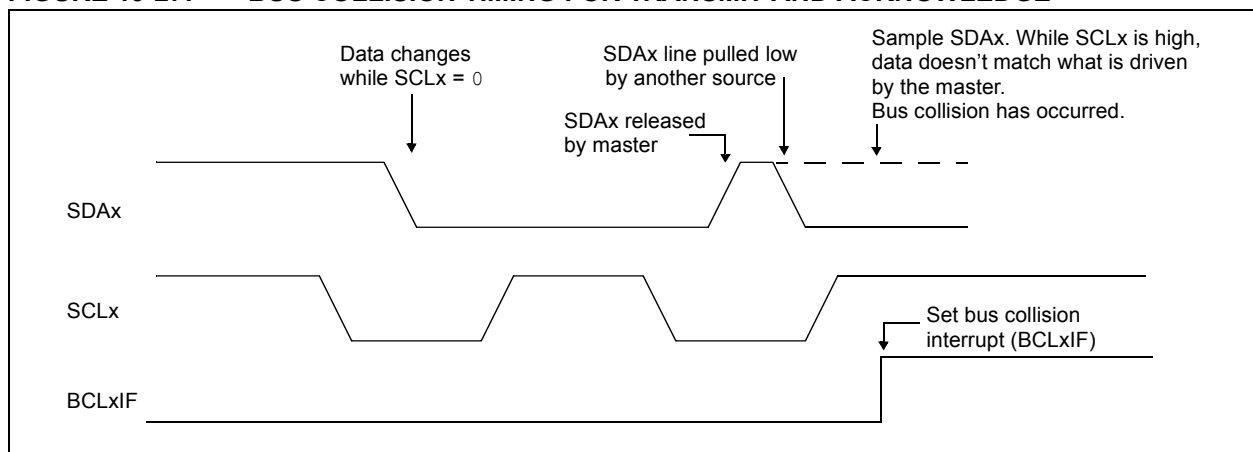 Data changes
while SCLx = 0
SDAx line pulled low
by another source
Sample SDAx. While SCLx is high,
data doesn't match what is driven
by the master.
Bus collision has occurred.
SDAx released
by master
SDAx
SCLx
Set bus collision
interrupt (BCLxIF)
BCLxIF